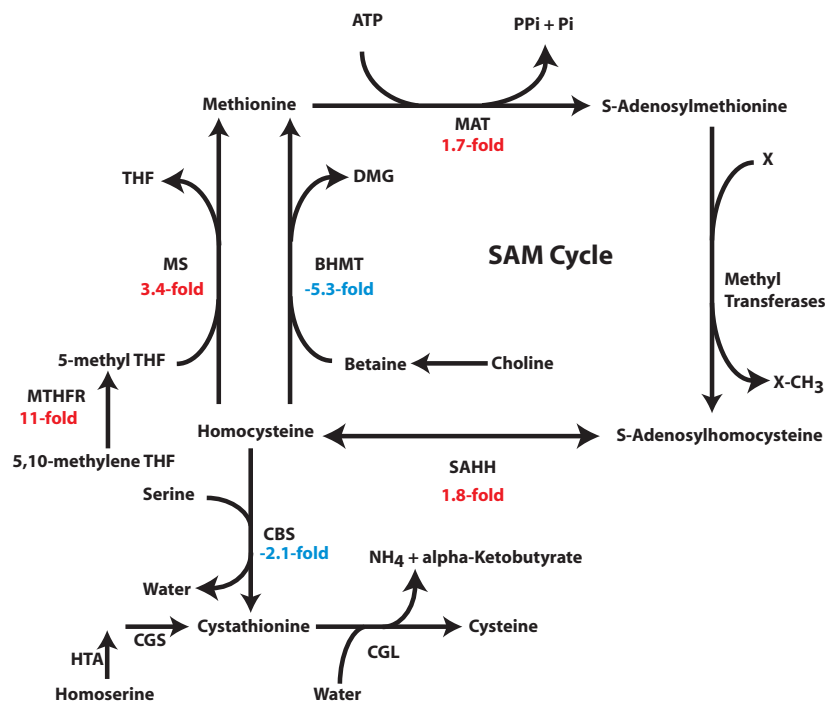 ATP
PPi + Pi
Methionine
S-Adenosylmethionine
MAT
1.7-fold
THF
DMG
X
SAM Cycle
MS
3.4-fold
BHMT
-5.3-fold
Methyl
Transferases
5-methyl THF
Betaine
Choline
X-CH3
MTHFR
11-fold
Homocysteine
S-Adenosylhomocysteine
5,10-methylene THF
SAHH
1.8-fold
Serine
CBS
-2.1-fold
NH4 + alpha-Ketobutyrate
Water
Cystathionine
Cysteine
CGS
CGL
HTA
Homoserine
Water